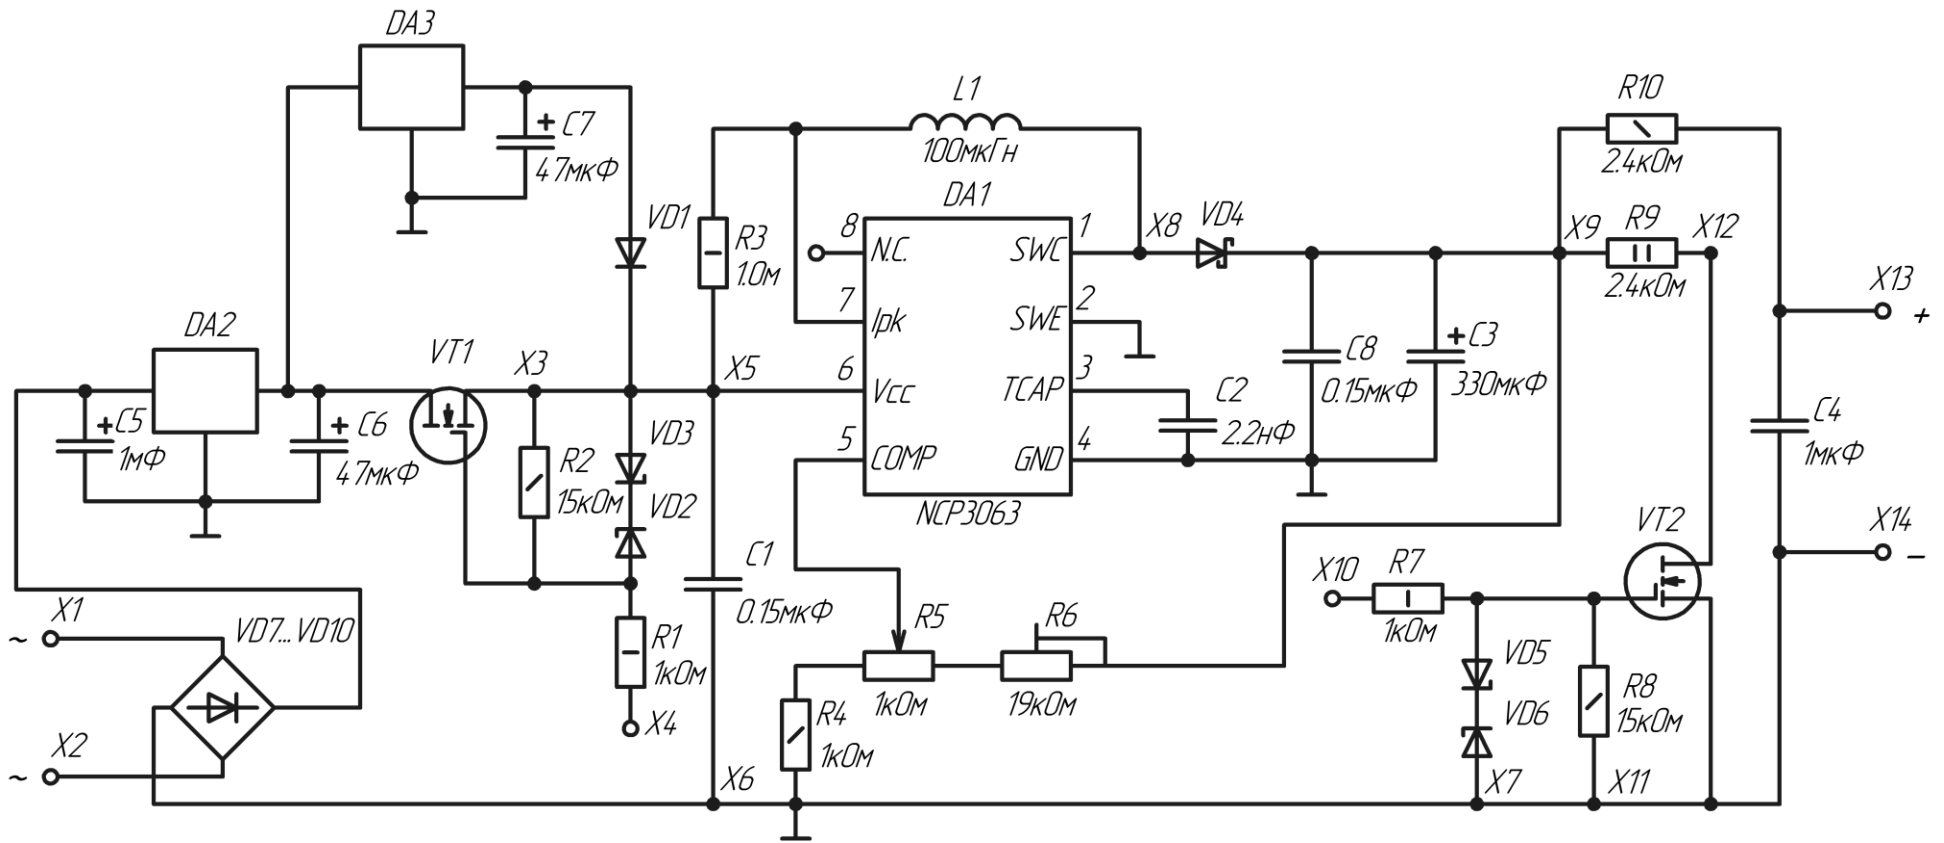 DA3
C7
47мкФ
DA2
C5
1мФ
C6
47мкФ
VT1
X3
VD1
R2
15кОм
VD3
VD2
R1
1кОм
X4
X1
~
VD7...VD10
X2
~
L1
100мкГн
DA1
R3
1.0м
8
N.C.
7
Ipk
6
Vcc
5
COMP
SWC
1
SWE
2
TCAP
3
GND
4
NCP3063
X5
C1
0.15мкФ
X6
X8
VD4
C2
2.2нФ
C8
0.15мкФ
C3
330мкФ
R4
1кОм
R5
1кОм
R6
19кОм
R10
2.4кОм
X9
R9
2.4кОм
X12
X13
+
C4
1мкФ
X14
–
VT2
X10
R7
1кОм
VD5
VD6
X7
R8
15кОм
X11